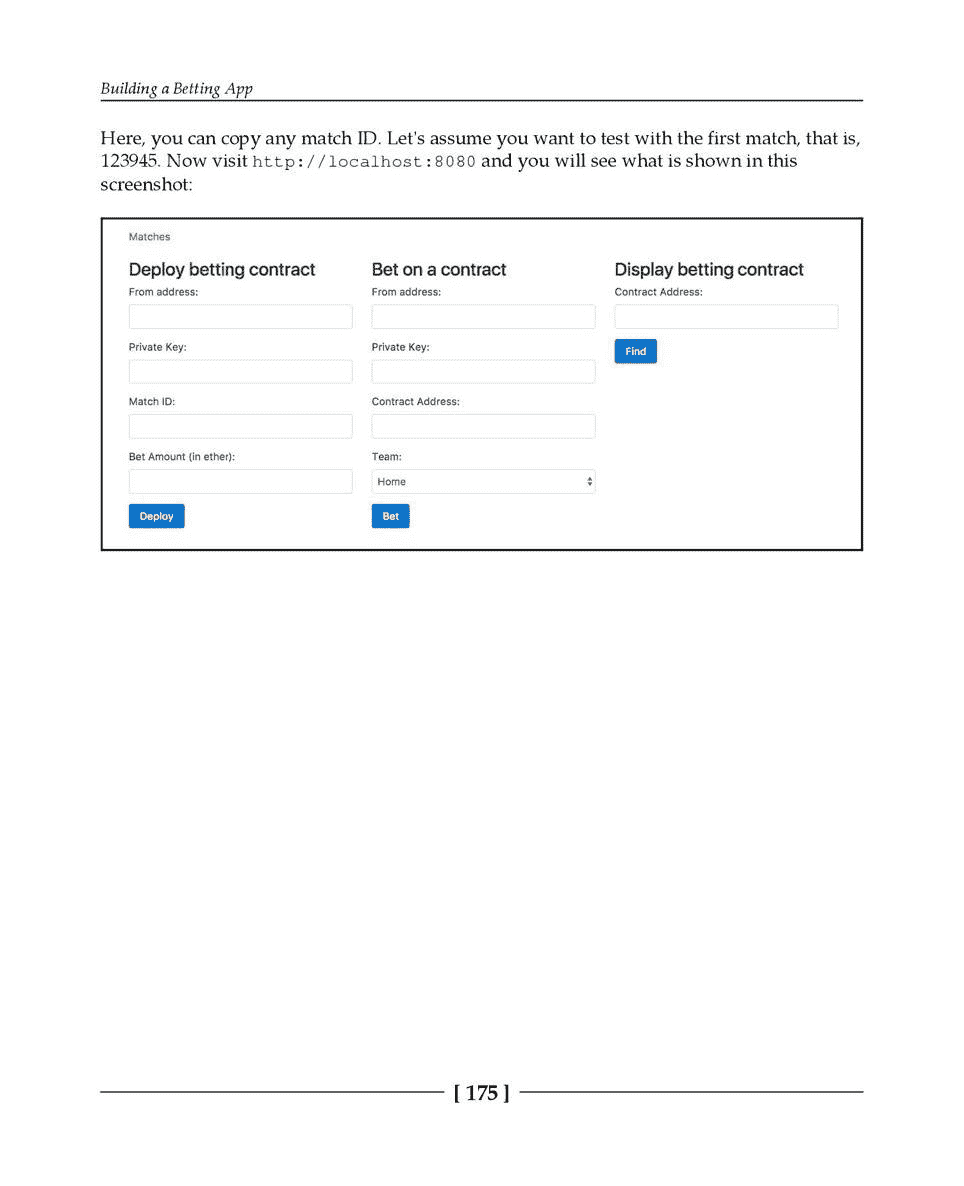 Building a Betting App
Here, you can copy any match ID. Let's assume you want to test with the first match, that is,
123945. Now visit http://localhost:8080 and you will see what is shown in this
screenshot:
Matches
Deploy betting contract
From address:
Private Key:
Match ID:
Bet Amount (in ether):
Deploy
Bet on a contract
From address:
Private Key:
Contract Address:
Team:
Home
Bet
Display betting contract
Contract Address:
Find
[ 175 ]